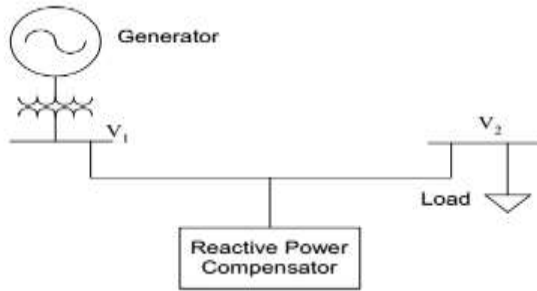 Generator
V1
V2
Load
Reactive Power
Compensator